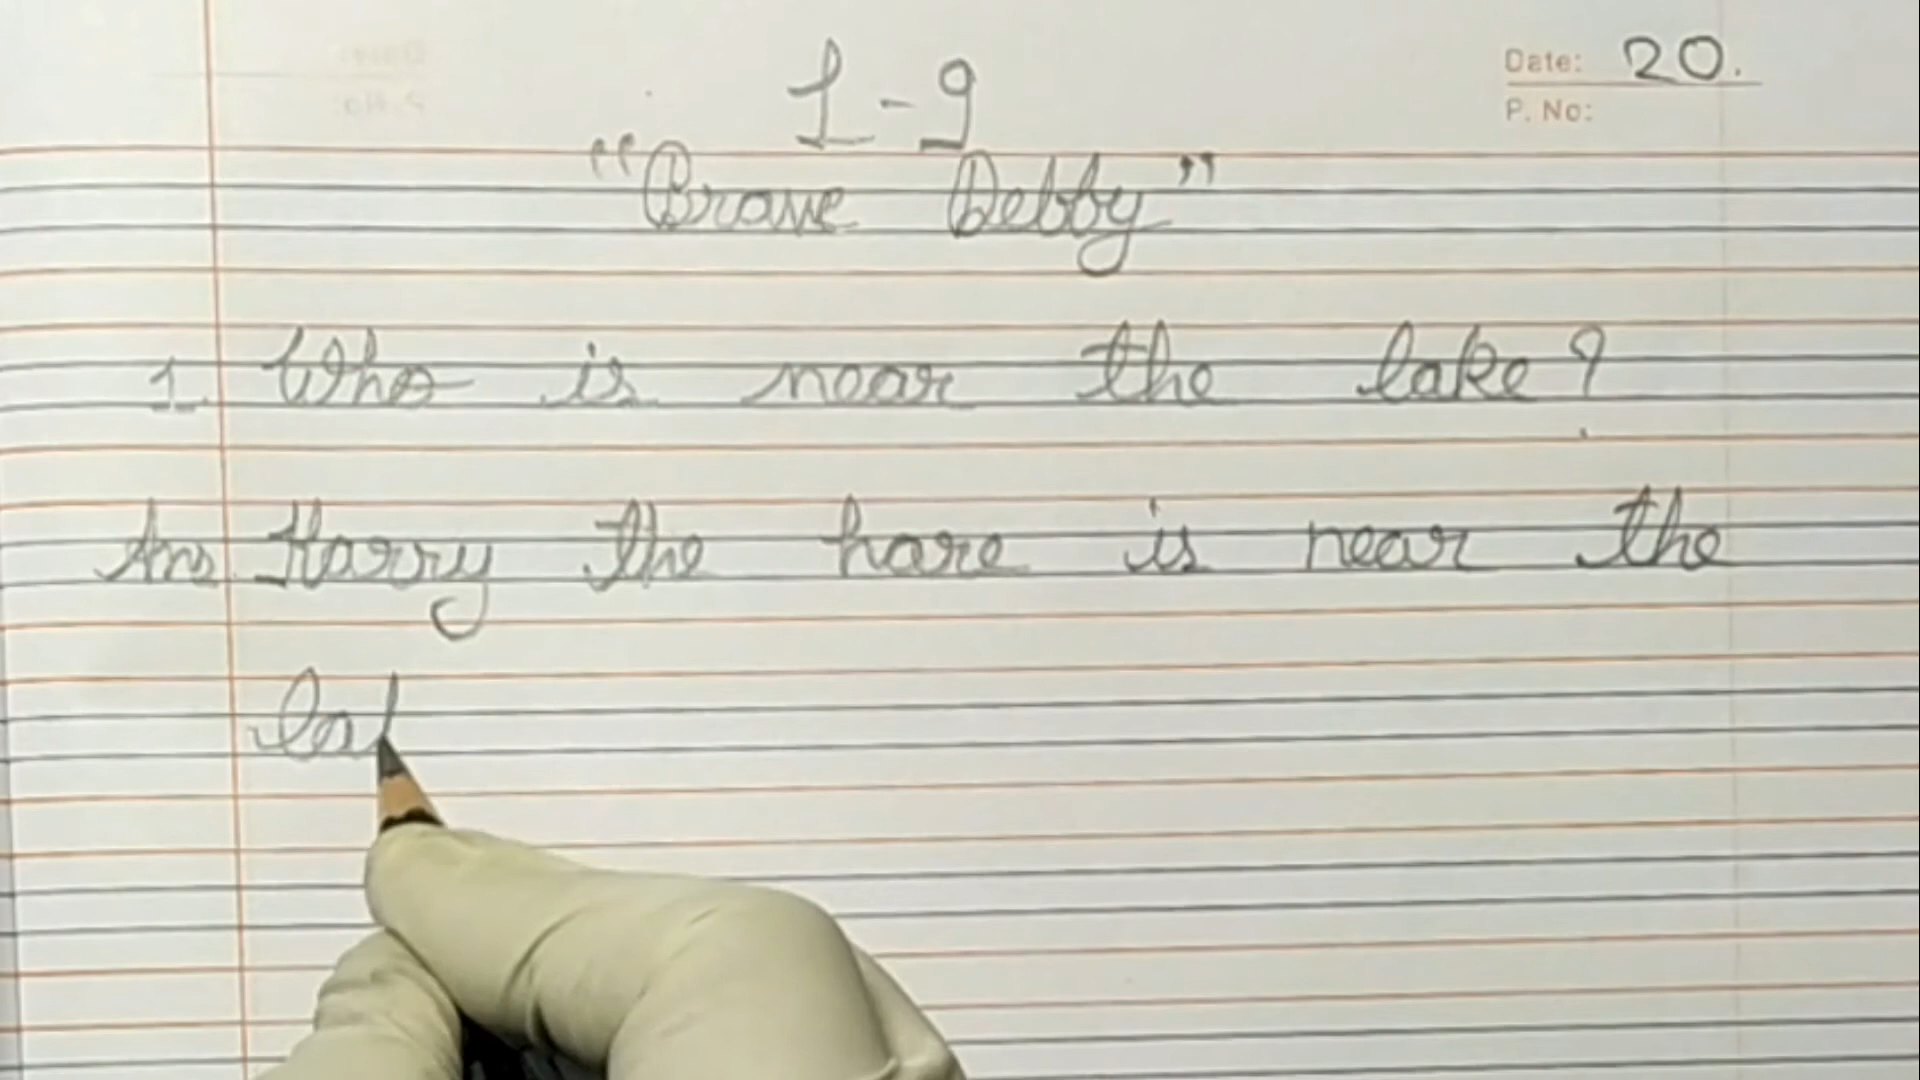 Date: 20.
P. No:
L-9
"Brave Debby"
1. Who is near the lake?
Ans Harry the hare is near the
lak